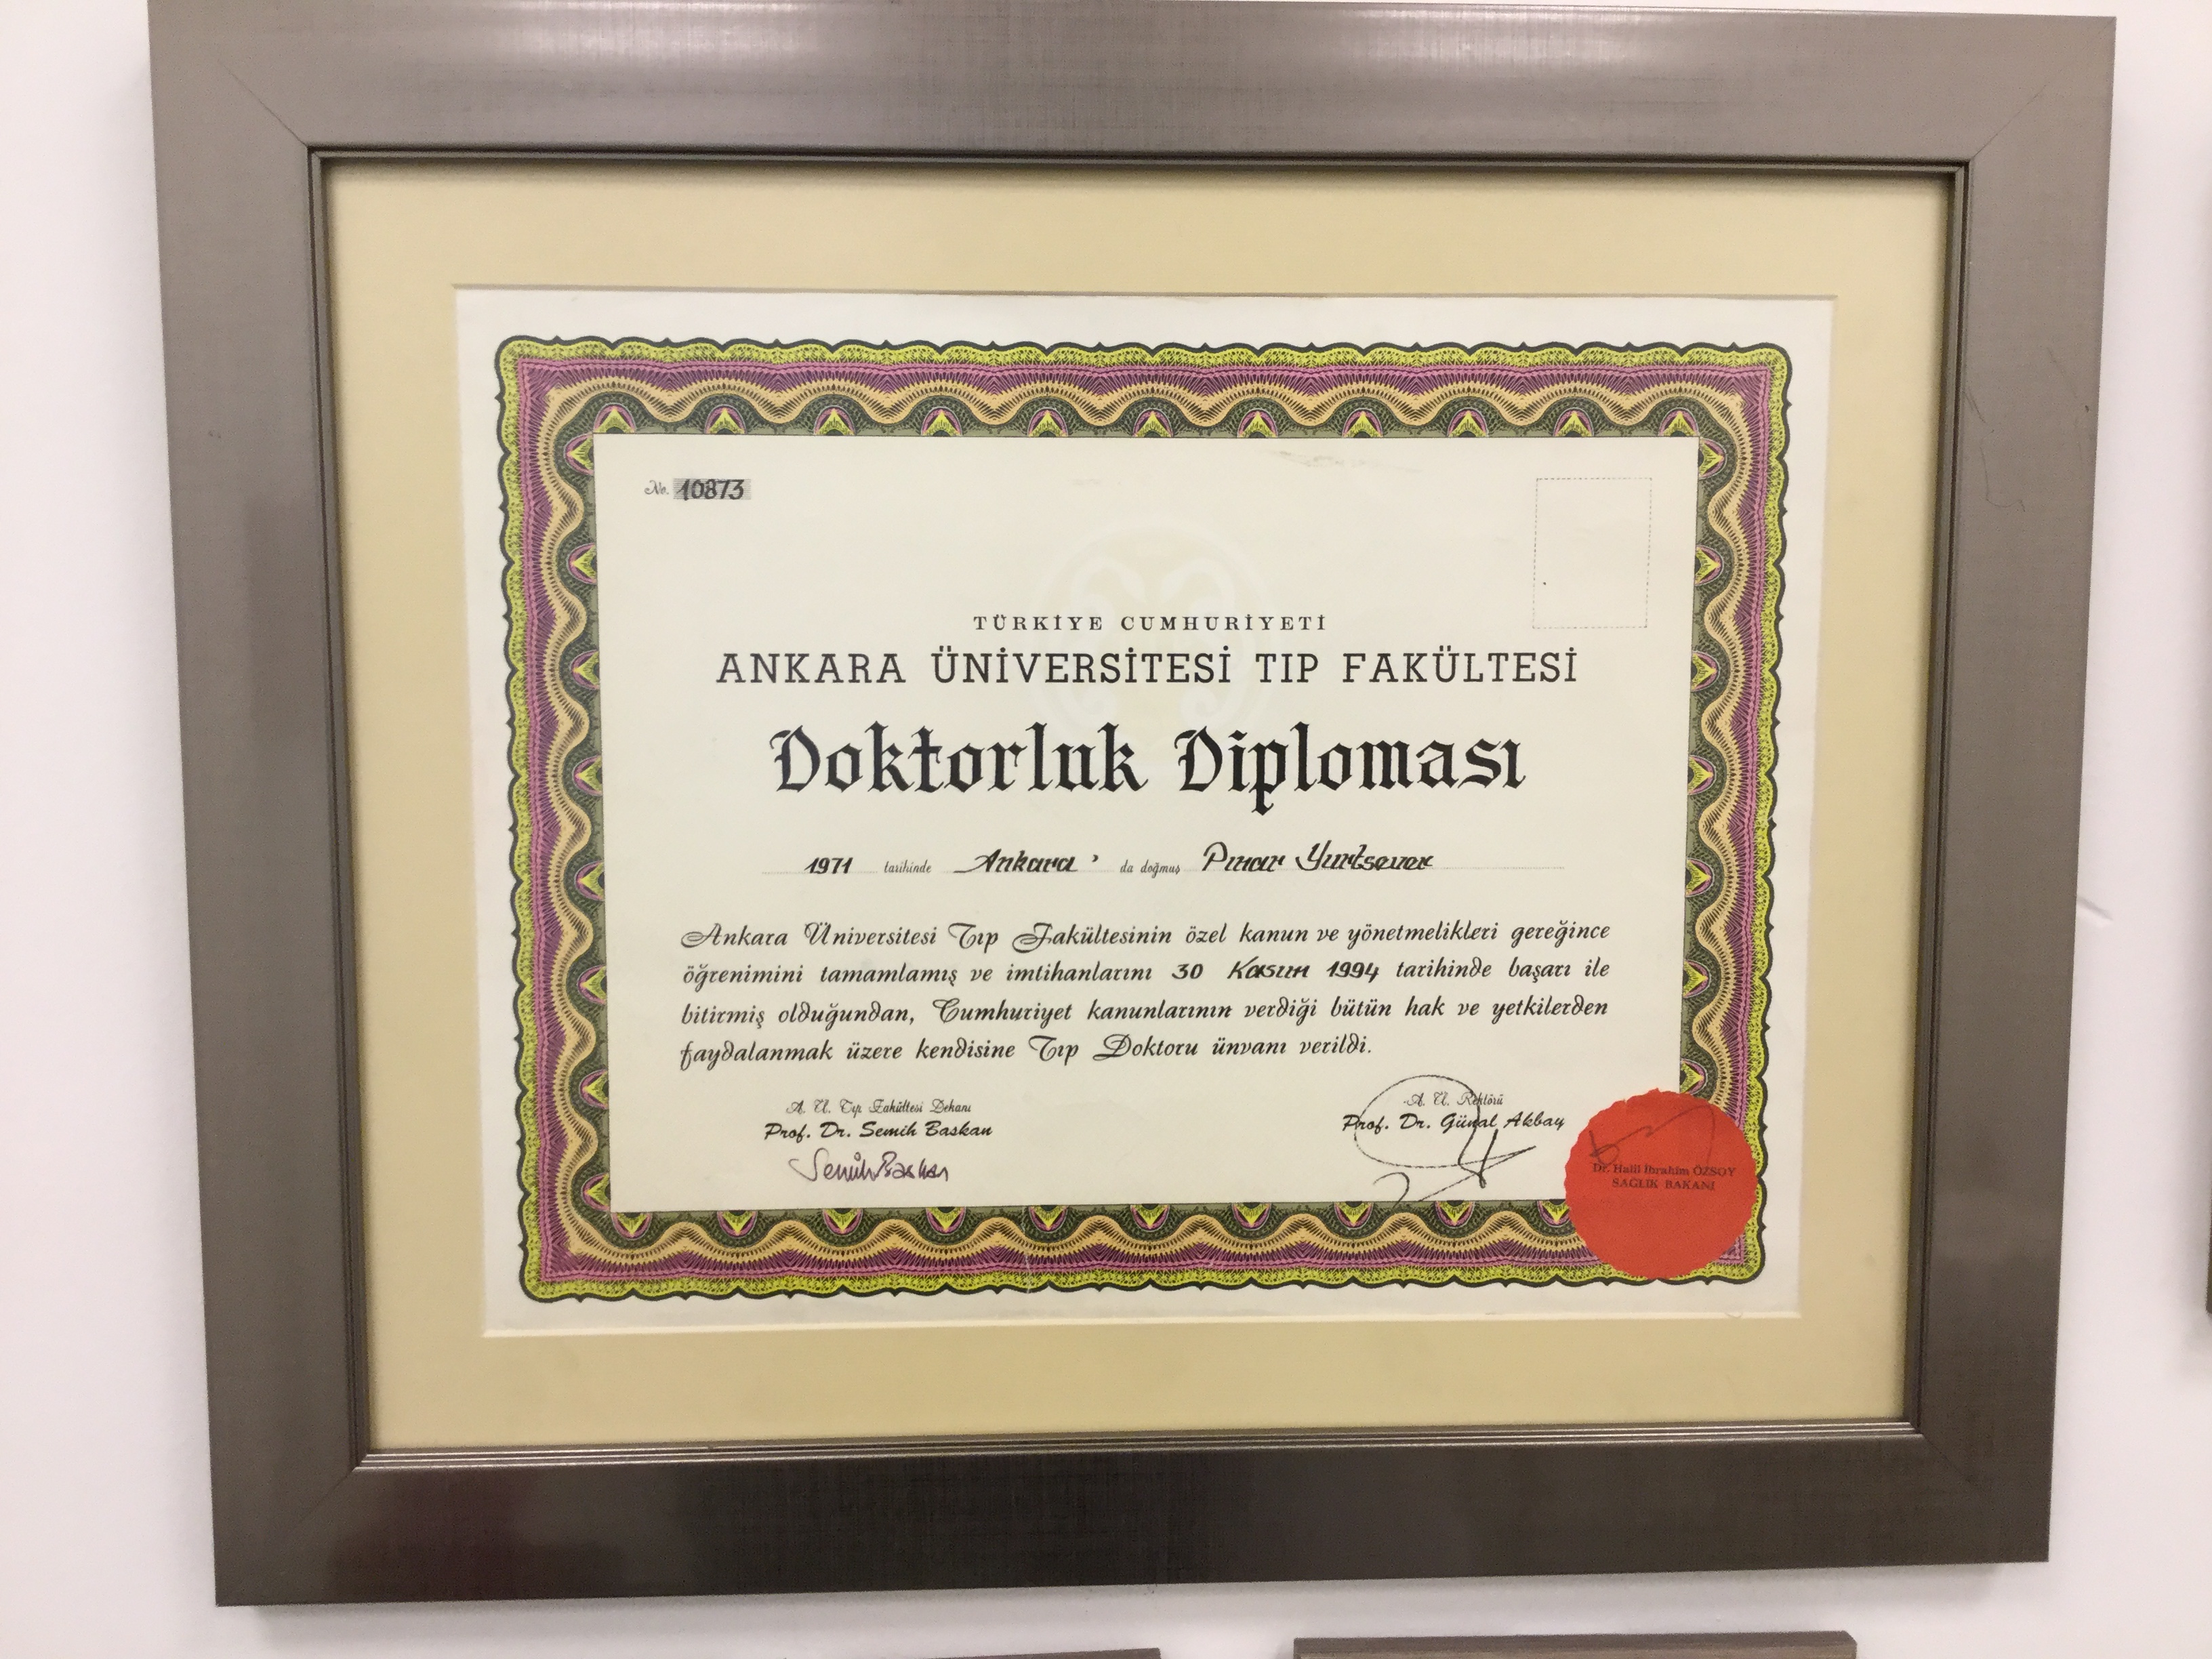 No. 10873
TÜRKİYE CUMHURİYETİ
ANKARA ÜNİVERSİTESİ TIP FAKÜLTESİ
Doktorluk Diploması
1971 tarihinde Ankara' da doğmuş Pınar Yurtsever
Ankara Üniversitesi Tıp Fakültesinin özel kanun ve yönetmelikleri gereğince
öğrenimini tamamlamış ve imtihanlarını 30 Kasım 1994 tarihinde başarı ile
bitirmiş olduğundan, Cumhuriyet kanunlarının verdiği bütün hak ve yetkilerden
faydalanmak üzere kendisine Tıp Doktoru ünvanı verildi.
A. Ü. Tıp Fakültesi Dekanı
Prof. Dr. Semih Baskan
Semih Baskan
A. Ü. Rektörü
Prof. Dr. Günal Akbay
Dr. Halil İbrahim ÖZSOY
SAĞLIK BAKANI